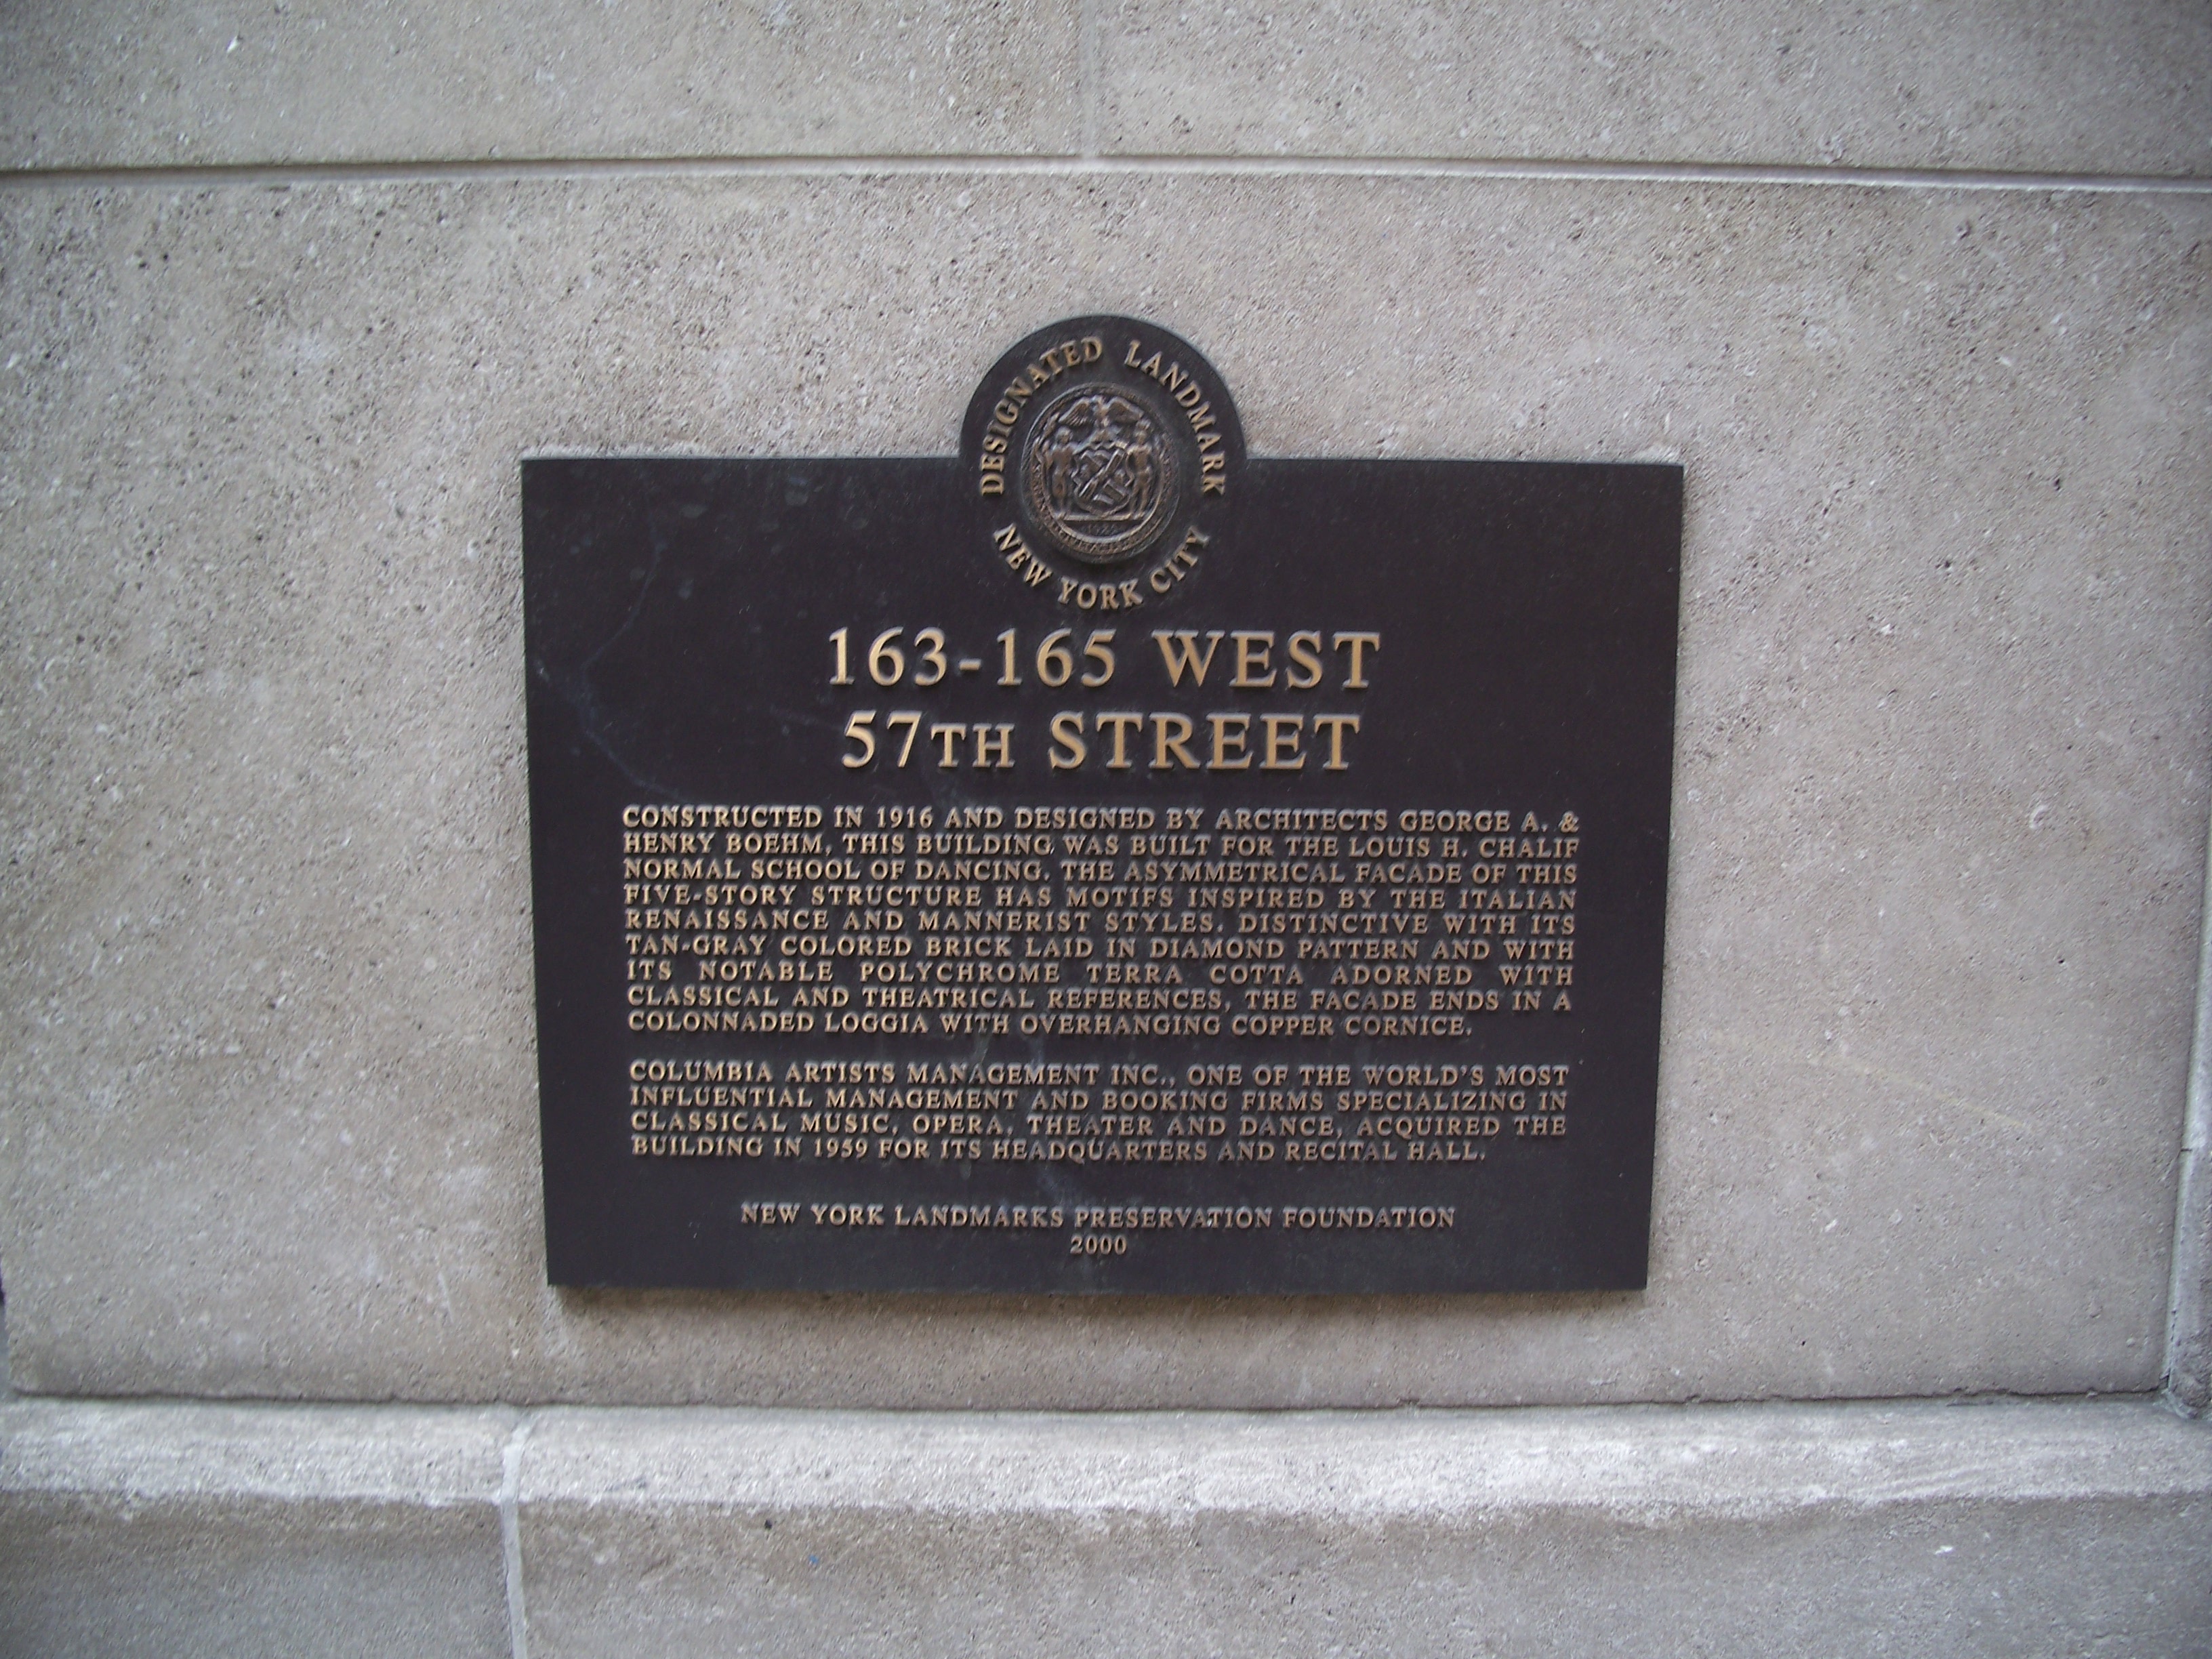 DESIGNATED LANDMARK
NEW YORK CITY
163-165 WEST
57TH STREET
CONSTRUCTED IN 1916 AND DESIGNED BY ARCHITECTS GEORGE A. &
HENRY BOEHM, THIS BUILDING WAS BUILT FOR THE LOUIS H. CHALIF
NORMAL SCHOOL OF DANCING. THE ASYMMETRICAL FACADE OF THIS
FIVE-STORY STRUCTURE HAS MOTIFS INSPIRED BY THE ITALIAN
RENAISSANCE AND MANNERIST STYLES. DISTINCTIVE WITH ITS
TAN-GRAY COLORED BRICK LAID IN DIAMOND PATTERN AND WITH
ITS NOTABLE POLYCHROME TERRA COTTA ADORNED WITH
CLASSICAL AND THEATRICAL REFERENCES, THE FACADE ENDS IN A
COLONNADED LOGGIA WITH OVERHANGING COPPER CORNICE.
COLUMBIA ARTISTS MANAGEMENT INC., ONE OF THE WORLD'S MOST
INFLUENTIAL MANAGEMENT AND BOOKING FIRMS SPECIALIZING IN
CLASSICAL MUSIC, OPERA, THEATER AND DANCE, ACQUIRED THE
BUILDING IN 1959 FOR ITS HEADQUARTERS AND RECITAL HALL.
NEW YORK LANDMARKS PRESERVATION FOUNDATION
2000